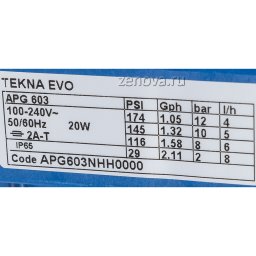 zenova.ru
TEKNA EVO
APG 603 PSI Gph bar l/h
100-240V~ 174 1.05 12 4
50/60Hz 20W 145 1.32 10 5
2A-T 116 1.58 8 6
IP65 29 2.11 2 8
Code APG603NHH0000